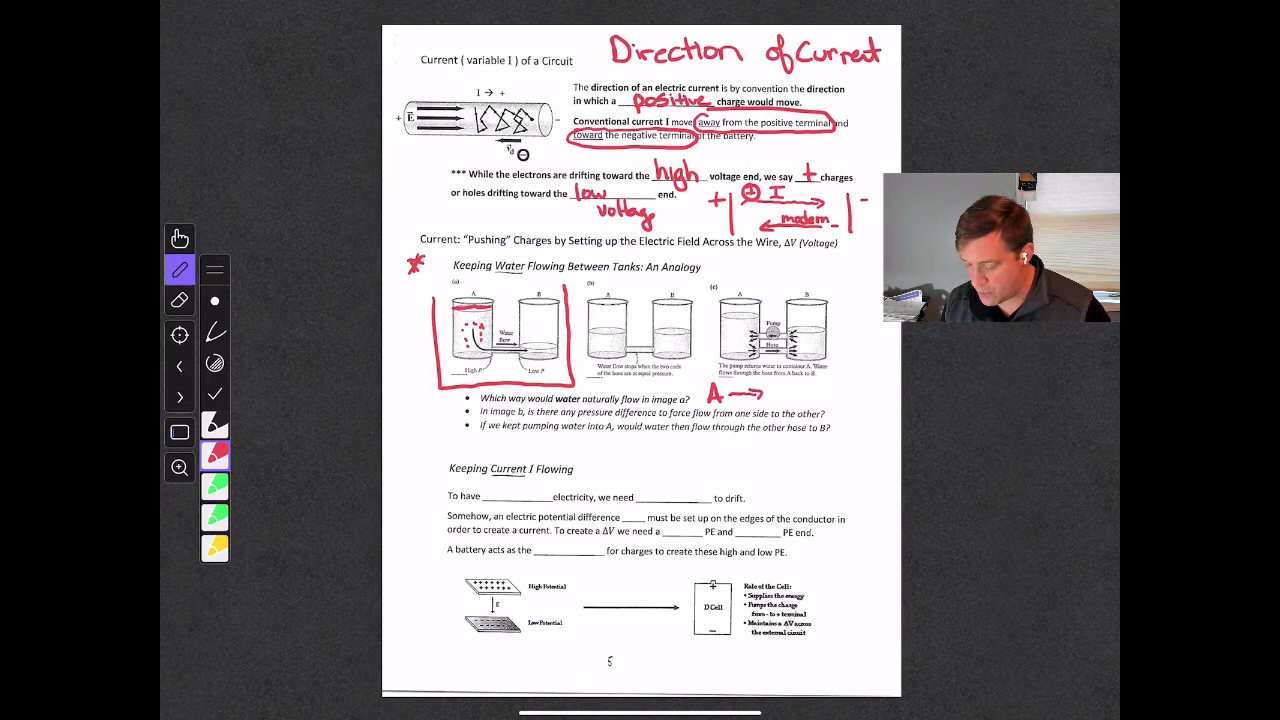 Direction of Current
Current ( variable I ) of a Circuit
I → +
+ E -
v d ⊖
The direction of an electric current is by convention the direction
in which a positive charge would move.
Conventional current I moves away from the positive terminal and
toward the negative terminal of the battery.
*** While the electrons are drifting toward the high voltage end, we say + charges
or holes drifting toward the low voltage end.
+ | ⊕ I → | -
← modern -
Current: “Pushing” Charges by Setting up the Electric Field Across the Wire, ΔV (Voltage)
* Keeping Water Flowing Between Tanks: An Analogy
(a) (b) (c)
A B A B A B
Water flow
High P Low P
Water flow stops when the two ends
of the hose are at equal pressure.
Pump
Hose
The pump returns water to container A. Water
flows through the hose from A back to B.
• Which way would water naturally flow in image a? A →
• In image b, is there any pressure difference to force flow from one side to the other?
• If we kept pumping water into A, would water then flow through the other hose to B?
Keeping Current I Flowing
To have ____________ electricity, we need ____________ to drift.
Somehow, an electric potential difference ____ must be set up on the edges of the conductor in
order to create a current. To create a ΔV we need a _______ PE and ________ PE end.
A battery acts as the ____________ for charges to create these high and low PE.
High Potential
E
Low Potential
+
D Cell
–
Rate of the Cell:
• Supplies the energy
• Pumps the charge
from - to + terminal
• Maintains a ΔV across
the external circuit
5